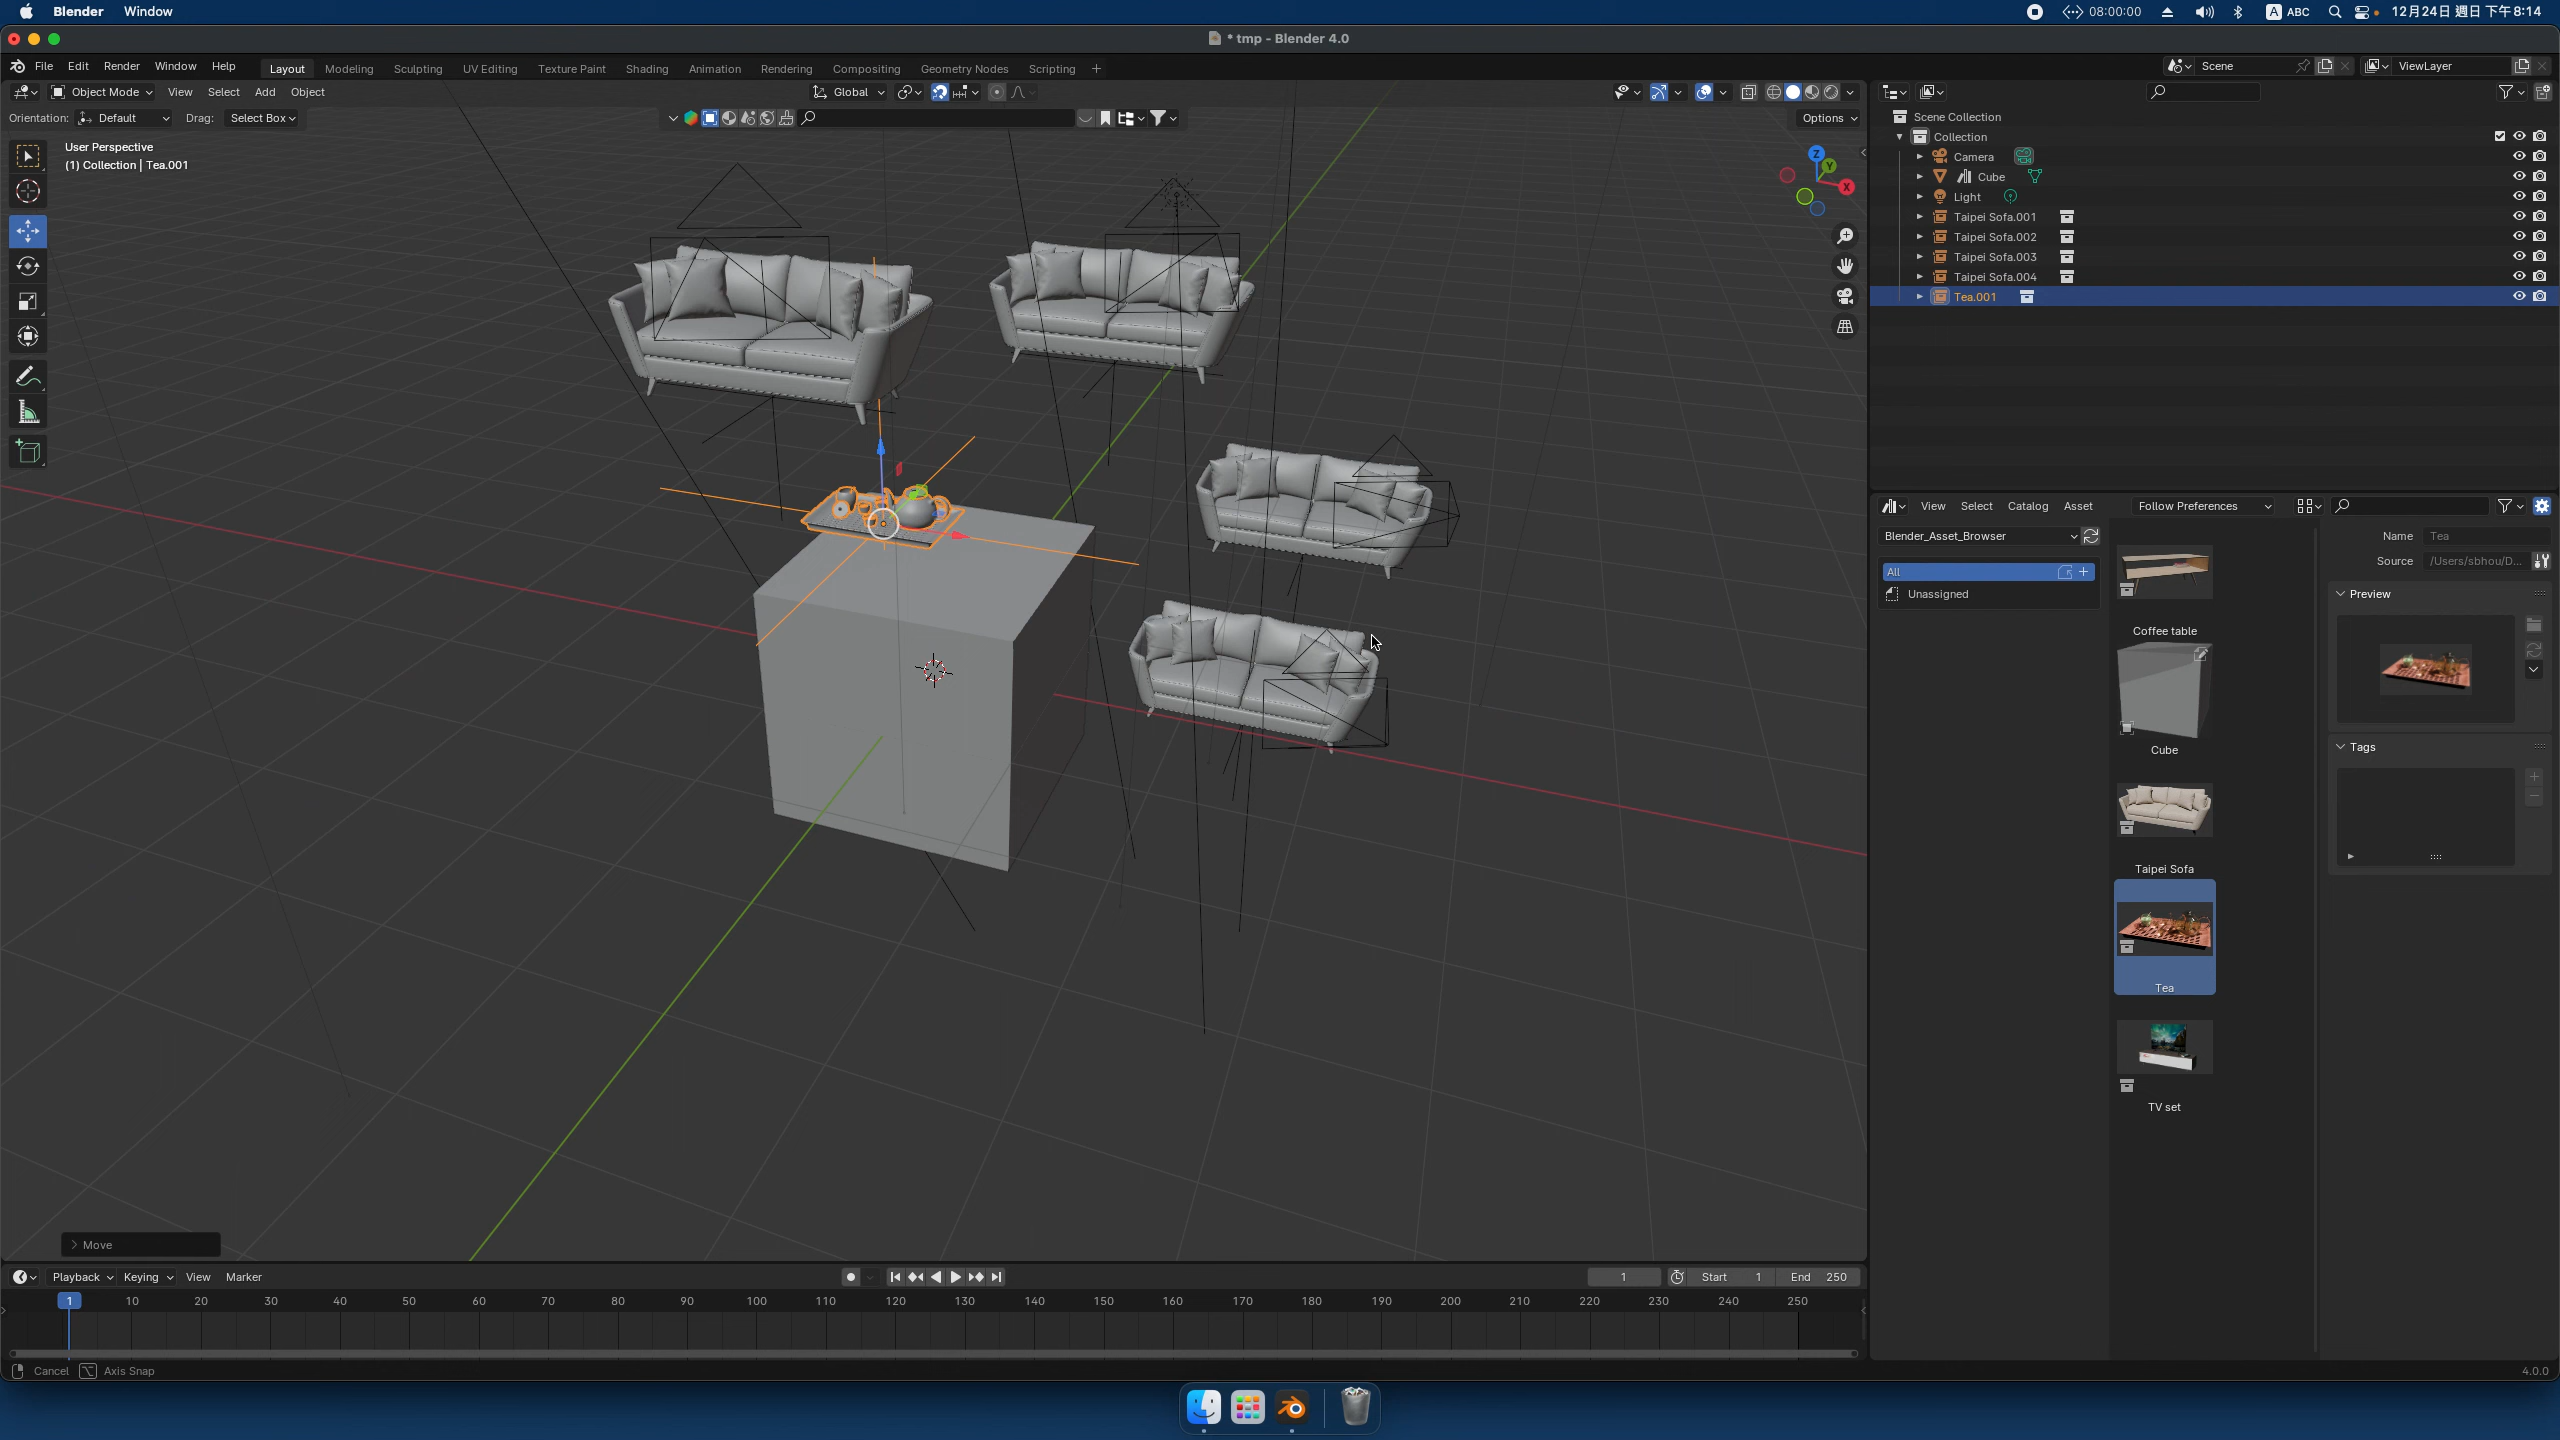 Blender Window
08:00:00 A ABC 12月24日 週日 下午8:14
* tmp - Blender 4.0
File Edit Render Window Help Layout Modeling Sculpting UV Editing Texture Paint Shading Animation Rendering Compositing Geometry Nodes Scripting + Scene ViewLayer
Object Mode View Select Add Object Global
Orientation: Default Drag: Select Box Options
User Perspective
(1) Collection | Tea.001
Z
Y
X
Scene Collection
Collection
Camera
Cube
Light
Taipei Sofa.001
Taipei Sofa.002
Taipei Sofa.003
Taipei Sofa.004
Tea.001
View Select Catalog Asset Follow Preferences
Blender_Asset_Browser
All
Unassigned
Coffee table
Cube
Taipei Sofa
Tea
TV set
Name Tea
Source /Users/sbhou/D...
Preview
Tags
Move
Playback Keying View Marker 1 Start 1 End 250
1 10 20 30 40 50 60 70 80 90 100 110 120 130 140 150 160 170 180 190 200 210 220 230 240 250
Cancel Axis Snap 4.0.0